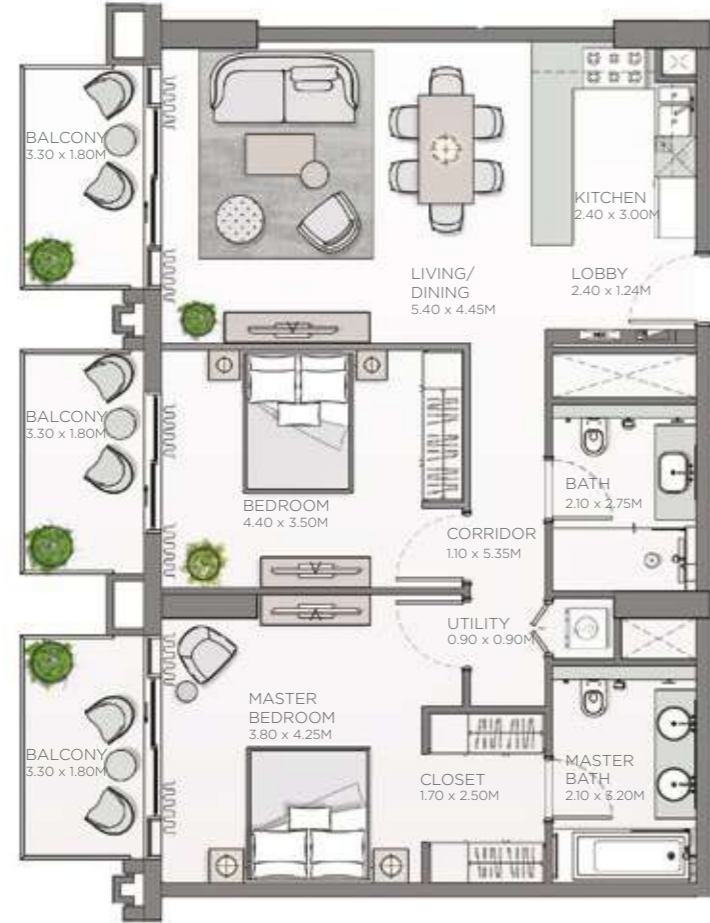 BALCONY
3.30 x 1.80M
KITCHEN
2.40 x 3.00M
LIVING/
DINING
5.40 x 4.45M
LOBBY
2.40 x 1.24M
BALCONY
3.30 x 1.80M
BEDROOM
4.40 x 3.50M
BATH
2.10 x 2.75M
CORRIDOR
1.10 x 5.35M
UTILITY
0.90 x 0.90M
MASTER
BEDROOM
3.80 x 4.25M
BALCONY
3.30 x 1.80M
CLOSET
1.70 x 2.50M
MASTER
BATH
2.10 x 3.20M